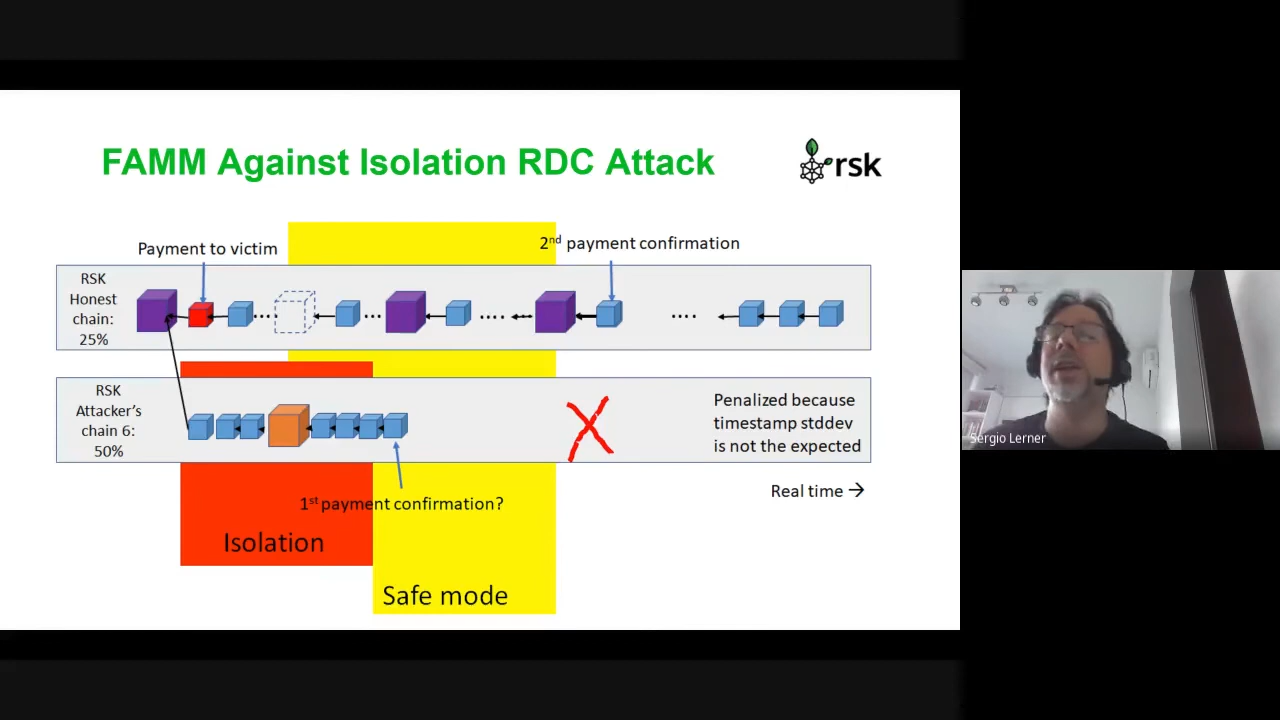 FAMM Against Isolation RDC Attack
rsk
Payment to victim
2nd payment confirmation
RSK
Honest
chain:
25%
RSK
Attacker's
chain 6:
50%
Penalized because
timestamp stddev
is not the expected
Real time →
1st payment confirmation?
Isolation
Safe mode
Sergio Lerner